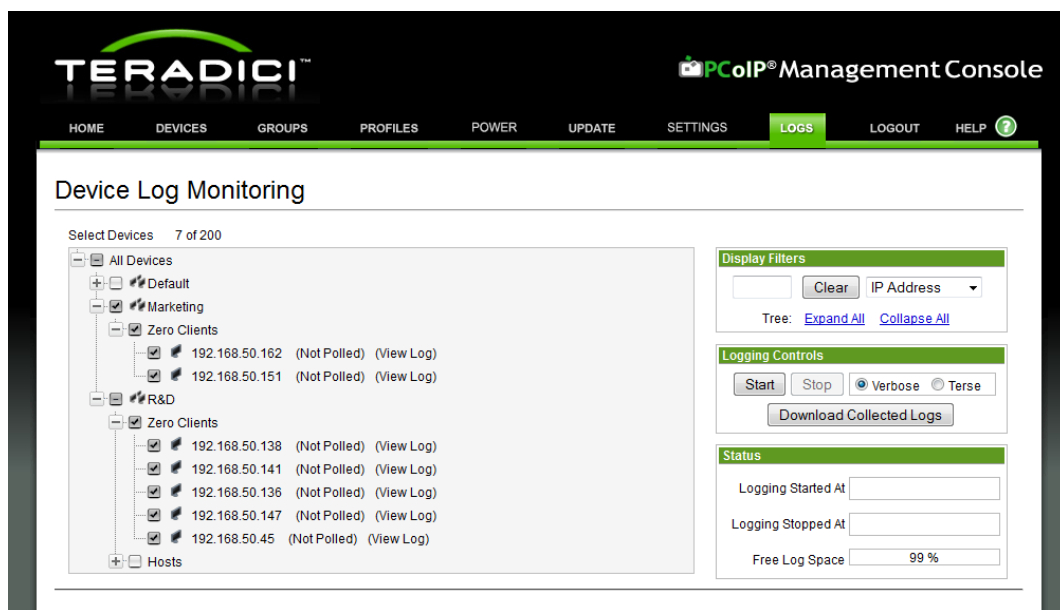 TERADICI™
PCoIP® Management Console
HOME DEVICES GROUPS PROFILES POWER UPDATE SETTINGS LOGS LOGOUT HELP ?
Device Log Monitoring
Select Devices 7 of 200
All Devices
Default
Marketing
Zero Clients
192.168.50.162 (Not Polled) (View Log)
192.168.50.151 (Not Polled) (View Log)
R&D
Zero Clients
192.168.50.138 (Not Polled) (View Log)
192.168.50.141 (Not Polled) (View Log)
192.168.50.136 (Not Polled) (View Log)
192.168.50.147 (Not Polled) (View Log)
192.168.50.45 (Not Polled) (View Log)
Hosts
Display Filters
Clear IP Address
Tree: Expand All Collapse All
Logging Controls
Start Stop Verbose Terse
Download Collected Logs
Status
Logging Started At
Logging Stopped At
Free Log Space 99 %